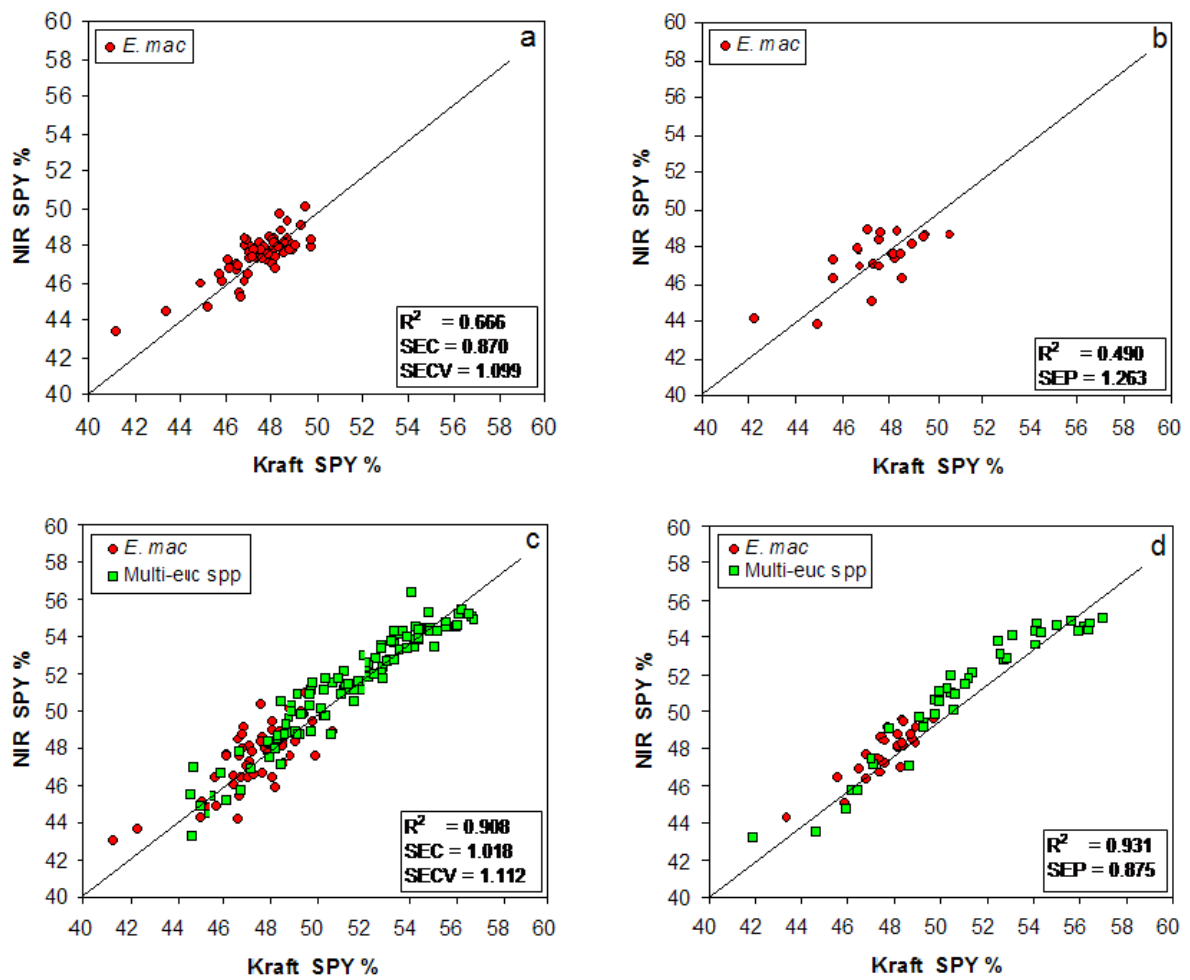 a
E. mac
60
58
56
54
52
50
48
46
44
42
40
NIR SPY %
R² = 0.666
SEC = 0.870
SECV = 1.099
40 42 44 46 48 50 52 54 56 58 60
Kraft SPY %
b
E. mac
60
58
56
54
52
50
48
46
44
42
40
NIR SPY %
R² = 0.490
SEP = 1.263
40 42 44 46 48 50 52 54 56 58 60
Kraft SPY %
c
E. mac
Multi-euc spp
60
58
56
54
52
50
48
46
44
42
40
NIR SPY %
R² = 0.908
SEC = 1.018
SECV = 1.112
40 42 44 46 48 50 52 54 56 58 60
Kraft SPY %
d
E. mac
Multi-euc spp
60
58
56
54
52
50
48
46
44
42
40
NIR SPY %
R² = 0.931
SEP = 0.875
40 42 44 46 48 50 52 54 56 58 60
Kraft SPY %